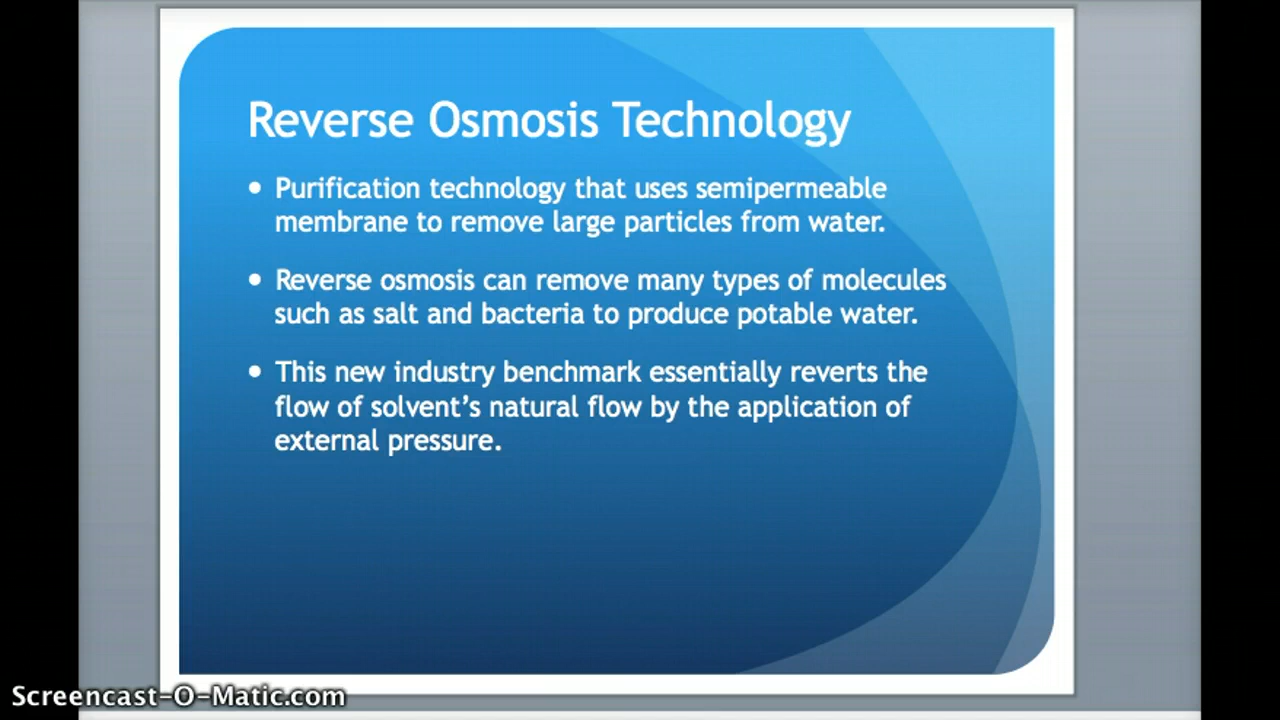 Reverse Osmosis Technology
• Purification technology that uses semipermeable
membrane to remove large particles from water.
• Reverse osmosis can remove many types of molecules
such as salt and bacteria to produce potable water.
• This new industry benchmark essentially reverts the
flow of solvent’s natural flow by the application of
external pressure.
Screencast-O-Matic.com